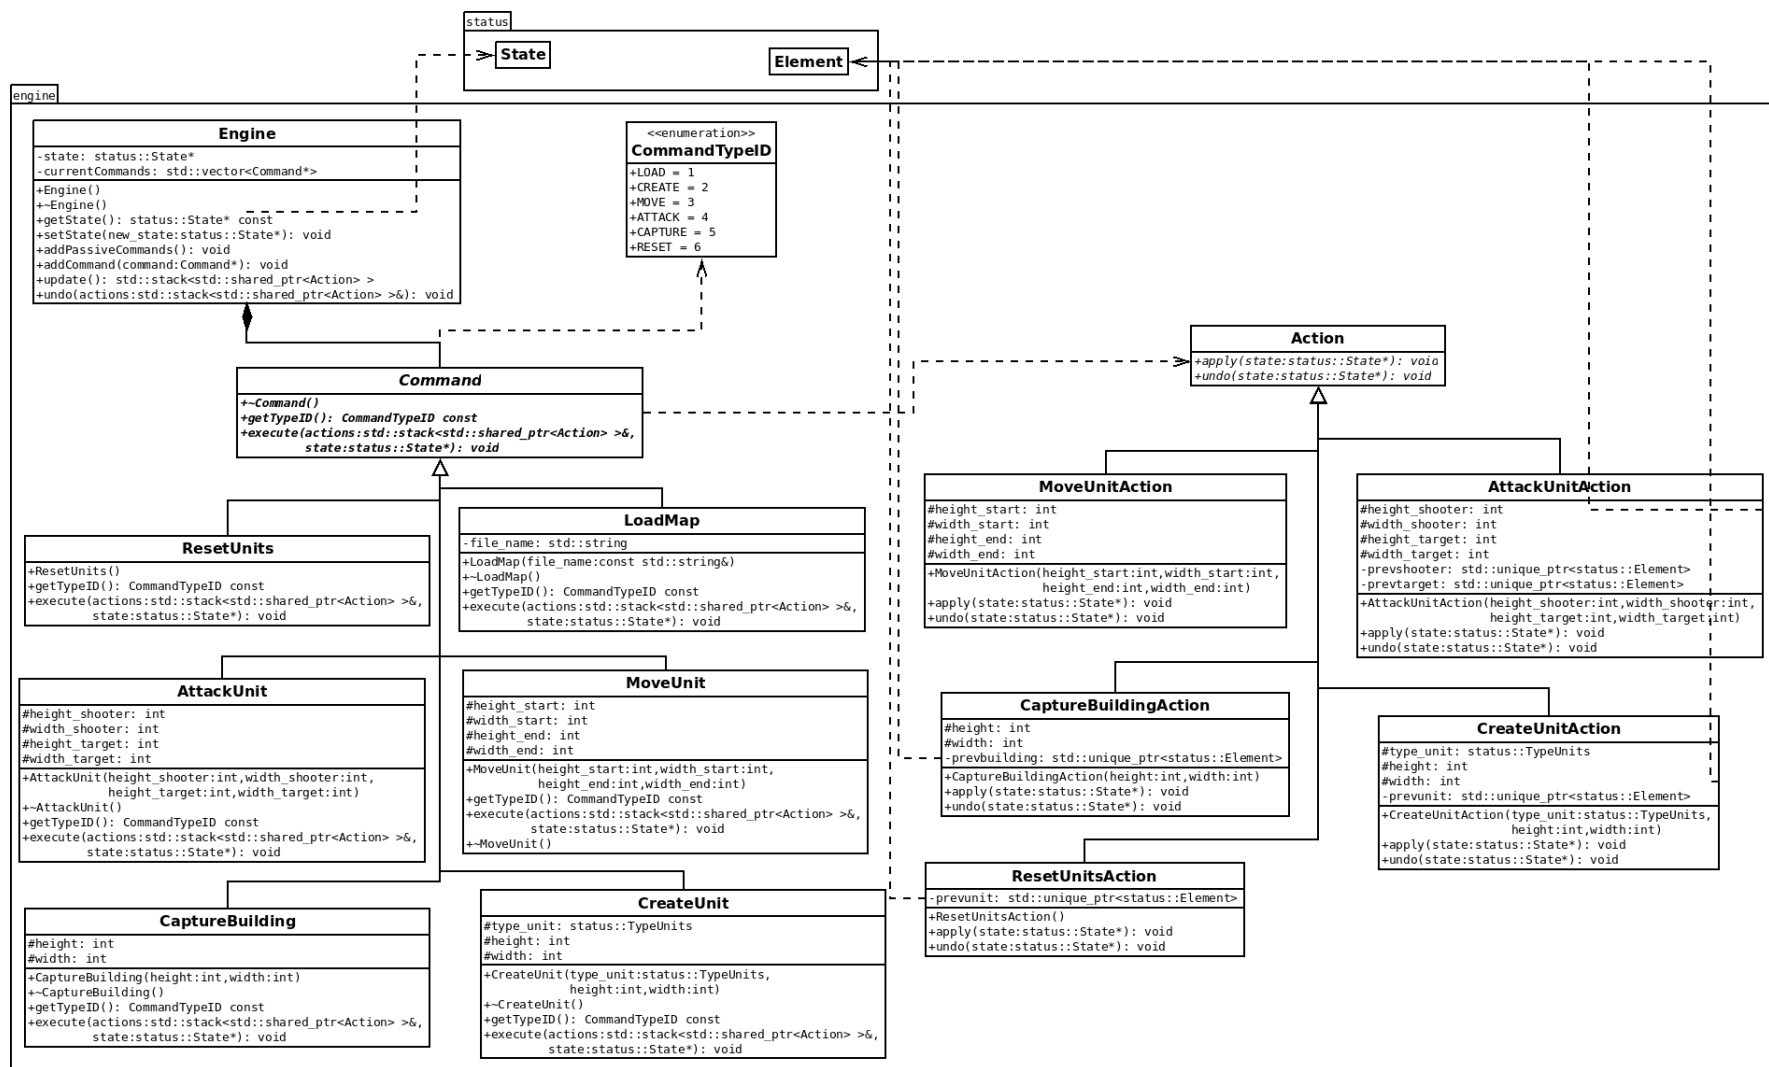 status
State
Element
engine
Engine
-state: status::State*
-currentCommands: std::vector<Command*>
+Engine()
+~Engine()
+getState(): status::State* const
+setState(new_state:status::State*): void
+addPassiveCommands(): void
+addCommand(command:Command*): void
+update(): std::stack<std::shared_ptr<Action> >
+undo(actions:std::stack<std::shared_ptr<Action> >&): void
<<enumeration>>
CommandTypeID
+LOAD = 1
+CREATE = 2
+MOVE = 3
+ATTACK = 4
+CAPTURE = 5
+RESET = 6
Command
+~Command()
+getTypeID(): CommandTypeID const
+execute(actions:std::stack<std::shared_ptr<Action> >&,
state:status::State*): void
Action
+apply(state:status::State*): void
+undo(state:status::State*): void
ResetUnits
+ResetUnits()
+getTypeID(): CommandTypeID const
+execute(actions:std::stack<std::shared_ptr<Action> >&,
state:status::State*): void
LoadMap
-file_name: std::string
+LoadMap(file_name:const std::string&)
+~LoadMap()
+getTypeID(): CommandTypeID const
+execute(actions:std::stack<std::shared_ptr<Action> >&,
state:status::State*): void
MoveUnitAction
#height_start: int
#width_start: int
#height_end: int
#width_end: int
+MoveUnitAction(height_start:int,width_start:int,
height_end:int,width_end:int)
+apply(state:status::State*): void
+undo(state:status::State*): void
AttackUnitAction
#height_shooter: int
#width_shooter: int
#height_target: int
#width_target: int
-prevshooter: std::unique_ptr<status::Element>
-prevtarget: std::unique_ptr<status::Element>
+AttackUnitAction(height_shooter:int,width_shooter:int,
height_target:int,width_target:int)
+apply(state:status::State*): void
+undo(state:status::State*): void
AttackUnit
#height_shooter: int
#width_shooter: int
#height_target: int
#width_target: int
+AttackUnit(height_shooter:int,width_shooter:int,
height_target:int,width_target:int)
+~AttackUnit()
+getTypeID(): CommandTypeID const
+execute(actions:std::stack<std::shared_ptr<Action> >&,
state:status::State*): void
MoveUnit
#height_start: int
#width_start: int
#height_end: int
#width_end: int
+MoveUnit(height_start:int,width_start:int,
height_end:int,width_end:int)
+getTypeID(): CommandTypeID const
+execute(actions:std::stack<std::shared_ptr<Action> >&,
state:status::State*): void
+~MoveUnit()
CaptureBuildingAction
#height: int
#width: int
-prevbuilding: std::unique_ptr<status::Element>
+CaptureBuildingAction(height:int,width:int)
+apply(state:status::State*): void
+undo(state:status::State*): void
CreateUnitAction
#type_unit: status::TypeUnits
#height: int
#width: int
-prevunit: std::unique_ptr<status::Element>
+CreateUnitAction(type_unit:status::TypeUnits,
height:int,width:int)
+apply(state:status::State*): void
+undo(state:status::State*): void
ResetUnitsAction
-prevunit: std::unique_ptr<status::Element>
+ResetUnitsAction()
+apply(state:status::State*): void
+undo(state:status::State*): void
CaptureBuilding
#height: int
#width: int
+CaptureBuilding(height:int,width:int)
+~CaptureBuilding()
+getTypeID(): CommandTypeID const
+execute(actions:std::stack<std::shared_ptr<Action> >&,
state:status::State*): void
CreateUnit
#type_unit: status::TypeUnits
#height: int
#width: int
+CreateUnit(type_unit:status::TypeUnits,
height:int,width:int)
+~CreateUnit()
+getTypeID(): CommandTypeID const
+execute(actions:std::stack<std::shared_ptr<Action> >&,
state:status::State*): void